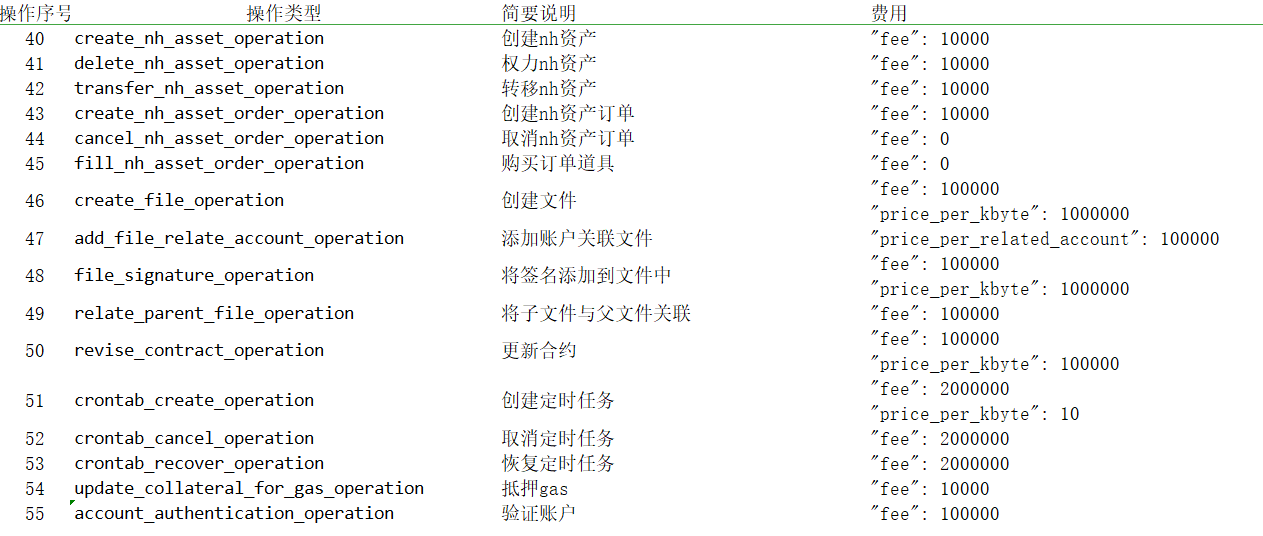 操作序号 操作类型 简要说明 费用
40 create_nh_asset_operation 创建nh资产 "fee": 10000
41 delete_nh_asset_operation 权力nh资产 "fee": 10000
42 transfer_nh_asset_operation 转移nh资产 "fee": 10000
43 create_nh_asset_order_operation 创建nh资产订单 "fee": 10000
44 cancel_nh_asset_order_operation 取消nh资产订单 "fee": 0
45 fill_nh_asset_order_operation 购买订单道具 "fee": 0
46 create_file_operation 创建文件 "fee": 100000
"price_per_kbyte": 1000000
47 add_file_relate_account_operation 添加账户关联文件 "price_per_related_account": 100000
48 file_signature_operation 将签名添加到文件中 "fee": 100000
"price_per_kbyte": 1000000
49 relate_parent_file_operation 将子文件与父文件关联 "fee": 100000
50 revise_contract_operation 更新合约 "fee": 100000
"price_per_kbyte": 100000
51 crontab_create_operation 创建定时任务 "fee": 2000000
"price_per_kbyte": 10
52 crontab_cancel_operation 取消定时任务 "fee": 2000000
53 crontab_recover_operation 恢复定时任务 "fee": 2000000
54 update_collateral_for_gas_operation 抵押gas "fee": 10000
55 account_authentication_operation 验证账户 "fee": 100000